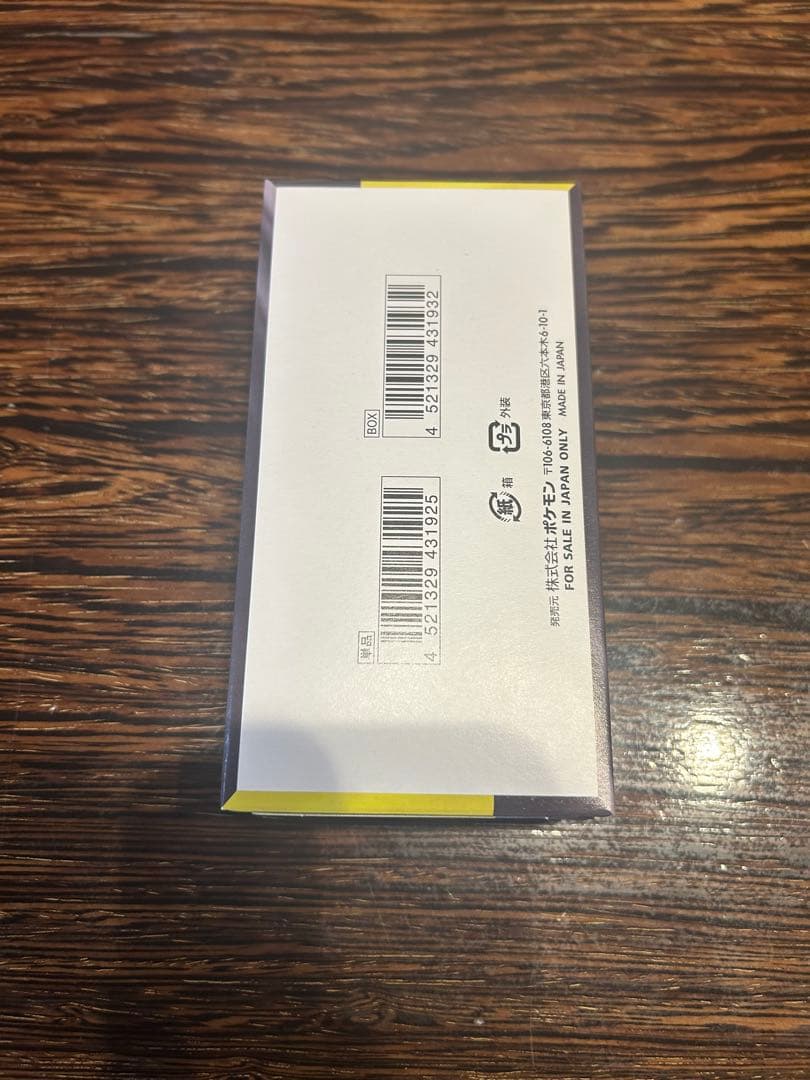 単品
4 521329 431925
BOX
4 521329 431932
紙 箱
プラ 外装
発売元 株式会社 ポケモン 〒106-6108 東京都港区六本木6-10-1
FOR SALE IN JAPAN ONLY MADE IN JAPAN